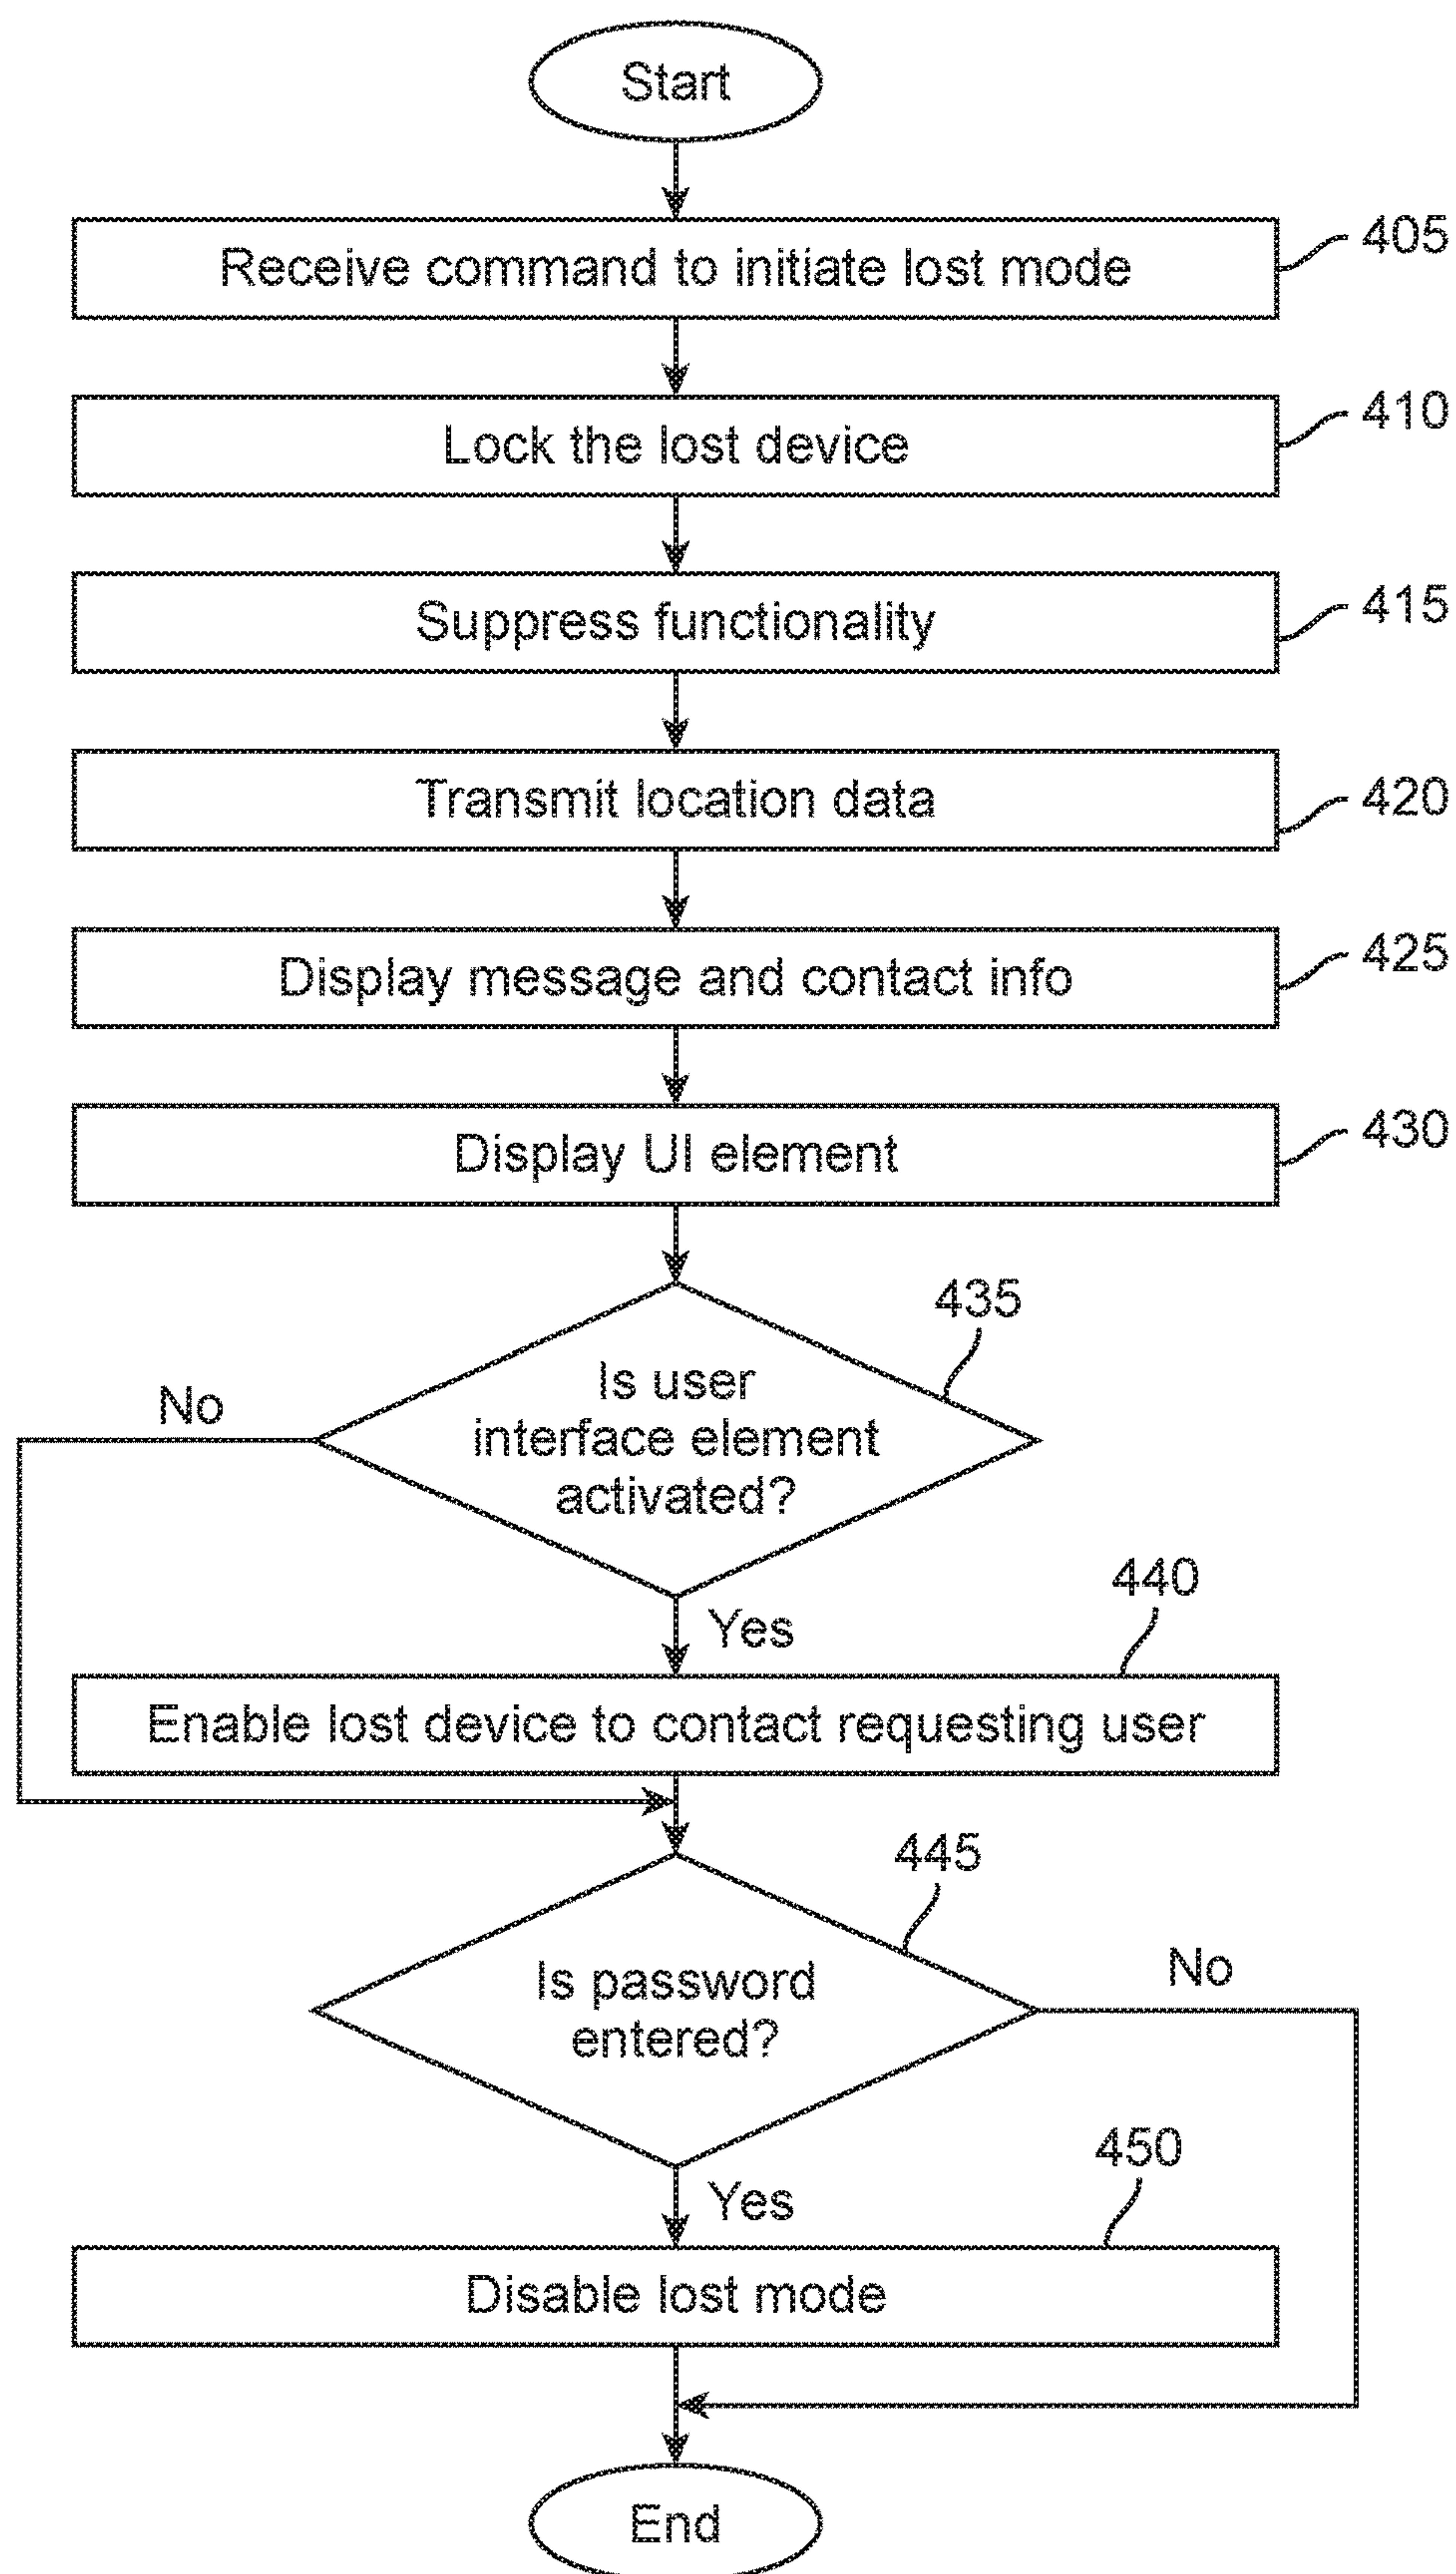 Start
Receive command to initiate lost mode
405
Lock the lost device
410
Suppress functionality
415
Transmit location data
420
Display message and contact info
425
Display UI element
430
435
Is user
interface element
activated?
No
Yes
440
Enable lost device to contact requesting user
445
Is password
entered?
No
Yes
450
Disable lost mode
End